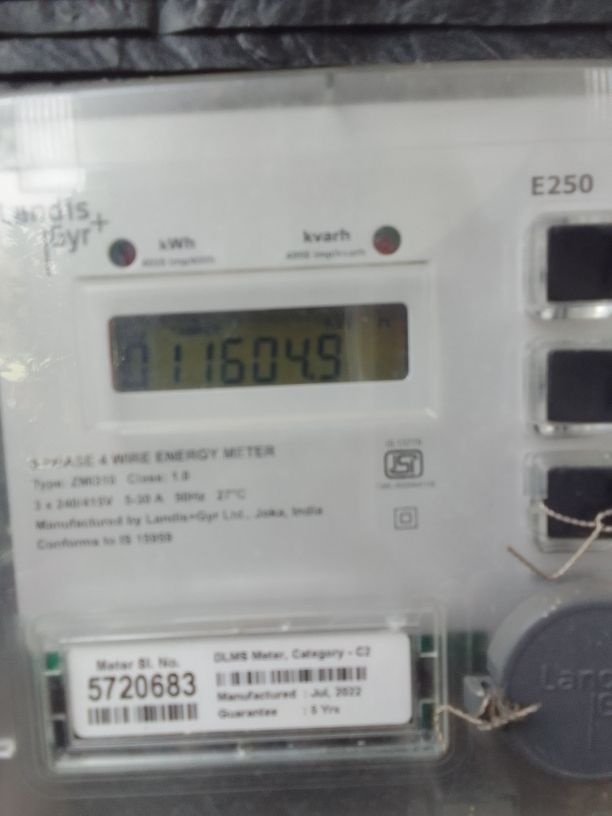 E250
Landis
Gyr+
kWh
kvarh
011604.9
3 PHASE 4 WIRE ENERGY METER
Class: 1.0
3 x 240/415V 5-30 A 50Hz 27°C
Manufactured by Landis+Gyr Ltd., Joka, India
Conforms to IS 15959
ISI
DLMS Meter, Category - C2
Meter Sl. No.
5720683
Manufactured : Jul, 2022
Guarantee : 5 Yrs